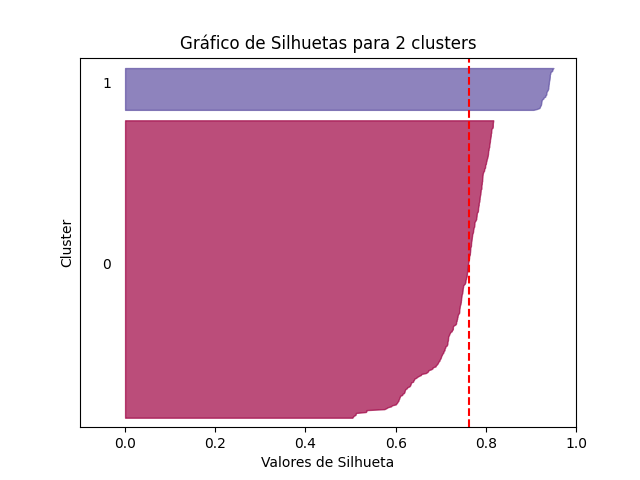 Gráfico de Silhuetas para 2 clusters
1
0
Cluster
0.0 0.2 0.4 0.6 0.8 1.0
Valores de Silhueta